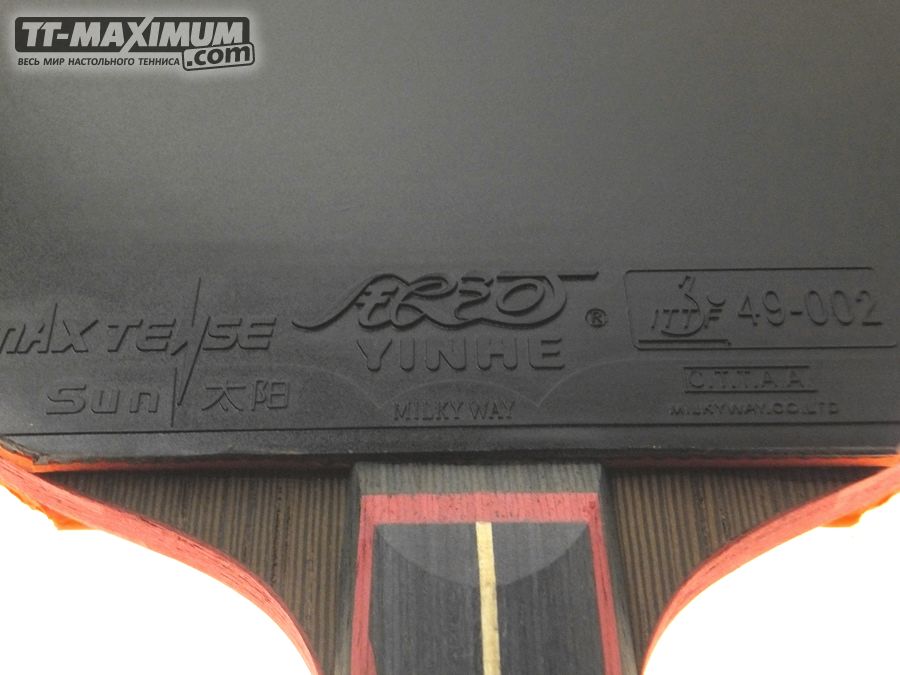 TT-MAXIMUM
.com
ВЕСЬ МИР НАСТОЛЬНОГО ТЕННИСА
MAX TENSE
Sun 太阳
YINHE ®
MILKY WAY
ITTF 49-002
C.T.T.A A
MILKYWAY.CO.LTD